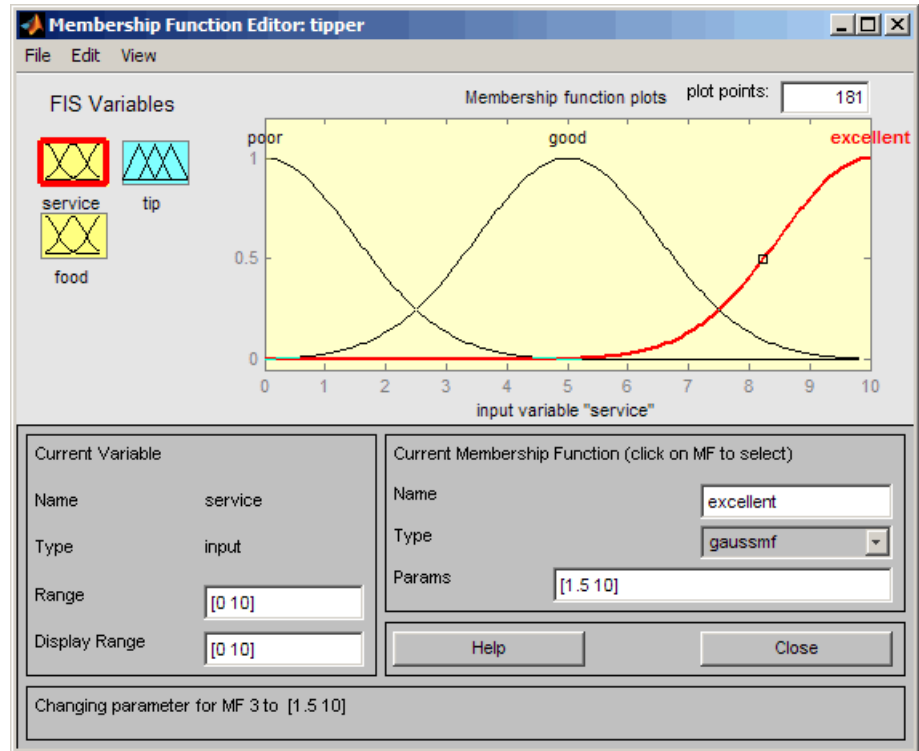 Membership Function Editor: tipper
File Edit View
FIS Variables
Membership function plots plot points: 181
service tip
food
poor good excellent
1
0.5
0
0 1 2 3 4 5 6 7 8 9 10
input variable "service"
Current Variable
Name service
Type input
Range [0 10]
Display Range [0 10]
Current Membership Function (click on MF to select)
Name excellent
Type gaussmf
Params [1.5 10]
Help Close
Changing parameter for MF 3 to [1.5 10]